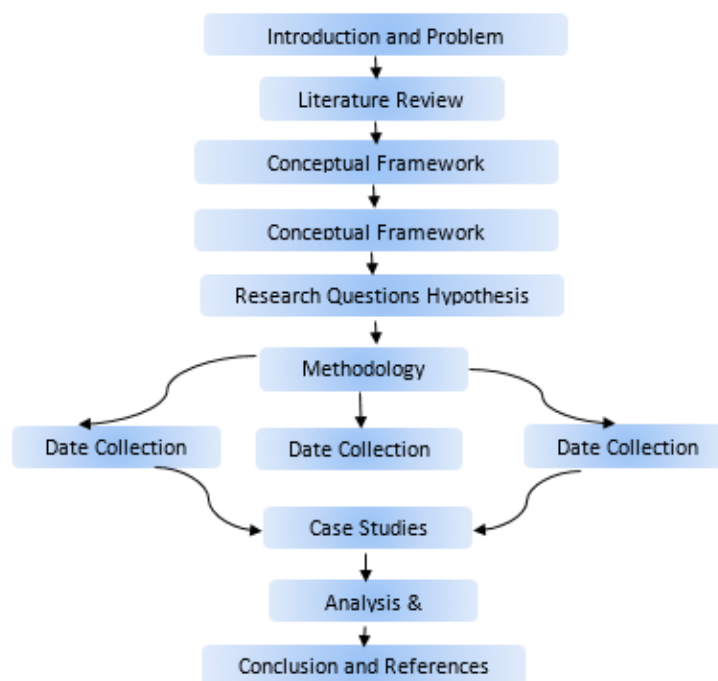 Introduction and Problem
Literature Review
Conceptual Framework
Conceptual Framework
Research Questions Hypothesis
Methodology
Date Collection
Date Collection
Date Collection
Case Studies
Analysis &
Conclusion and References